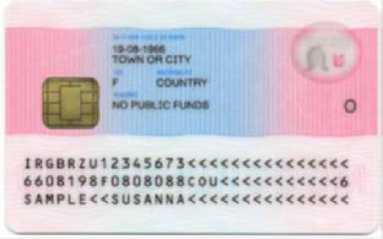 19-08-1966
TOWN OR CITY
F COUNTRY
NO PUBLIC FUNDS
O
IRGBRZU12345673<<<<<<<<<<<<<<<
6608198F0808088COU<<<<<<<<<<<6
SAMPLE<<SUSANNA<<<<<<<<<<<<<<<